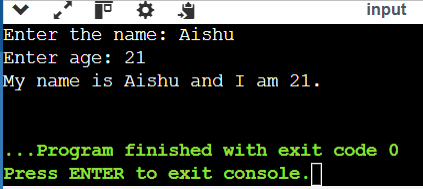 input
Enter the name: Aishu
Enter age: 21
My name is Aishu and I am 21.
...Program finished with exit code 0
Press ENTER to exit console.